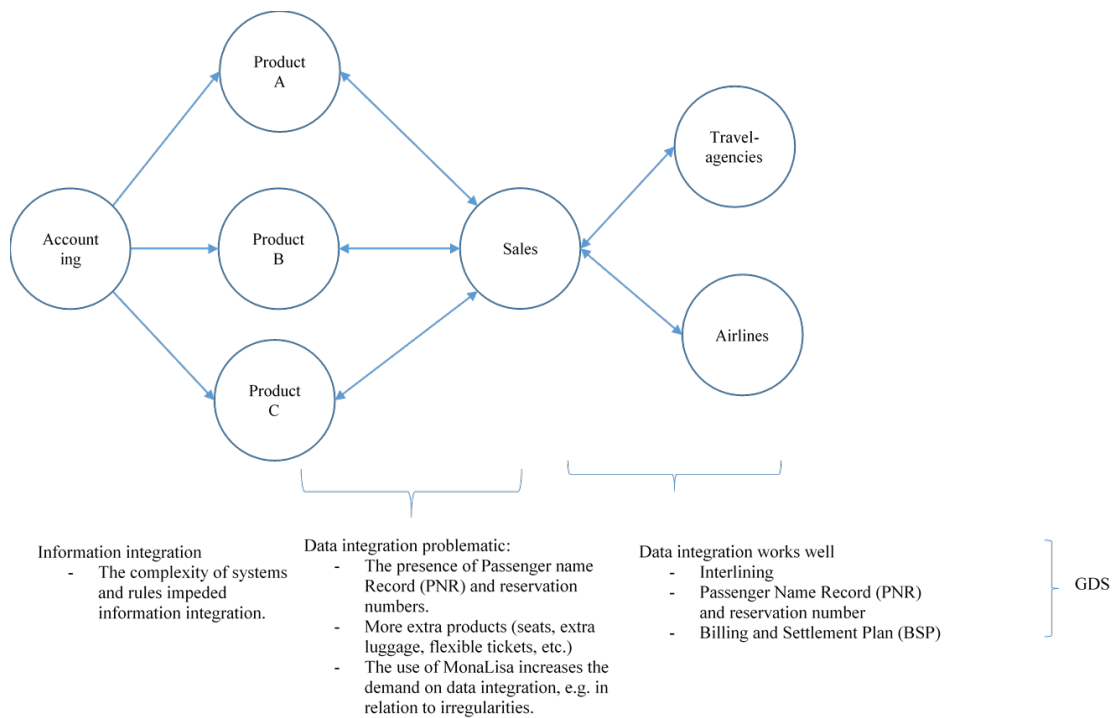 Product
A
Travel-
agencies
Account
ing
Product
B
Sales
Airlines
Product
C
Information integration
- The complexity of systems
and rules impeded
information integration.
Data integration problematic:
- The presence of Passenger name
Record (PNR) and reservation
numbers.
- More extra products (seats, extra
luggage, flexible tickets, etc.)
- The use of MonaLisa increases the
demand on data integration, e.g. in
relation to irregularities.
Data integration works well
- Interlining
- Passenger Name Record (PNR)
and reservation number
- Billing and Settlement Plan (BSP)
GDS